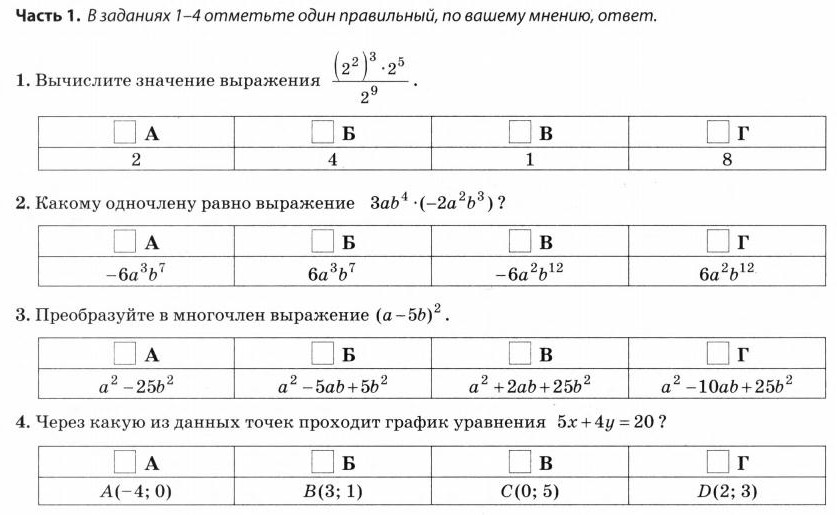 Часть 1. В заданиях 1–4 отметьте один правильный, по вашему мнению, ответ.
1. Вычислите значение выражения \frac{(2^2)^3 \cdot 2^5}{2^9}.
А Б В Г
2 4 1 8
2. Какому одночлену равно выражение 3ab^4 · (−2a^2b^3)?
А Б В Г
−6a^3b^7 6a^3b^7 −6a^2b^{12} 6a^2b^{12}
3. Преобразуйте в многочлен выражение (a−5b)^2.
А Б В Г
a^2−25b^2 a^2−5ab+5b^2 a^2+2ab+25b^2 a^2−10ab+25b^2
4. Через какую из данных точек проходит график уравнения 5x+4y=20?
А Б В Г
A(−4; 0) B(3; 1) C(0; 5) D(2; 3)